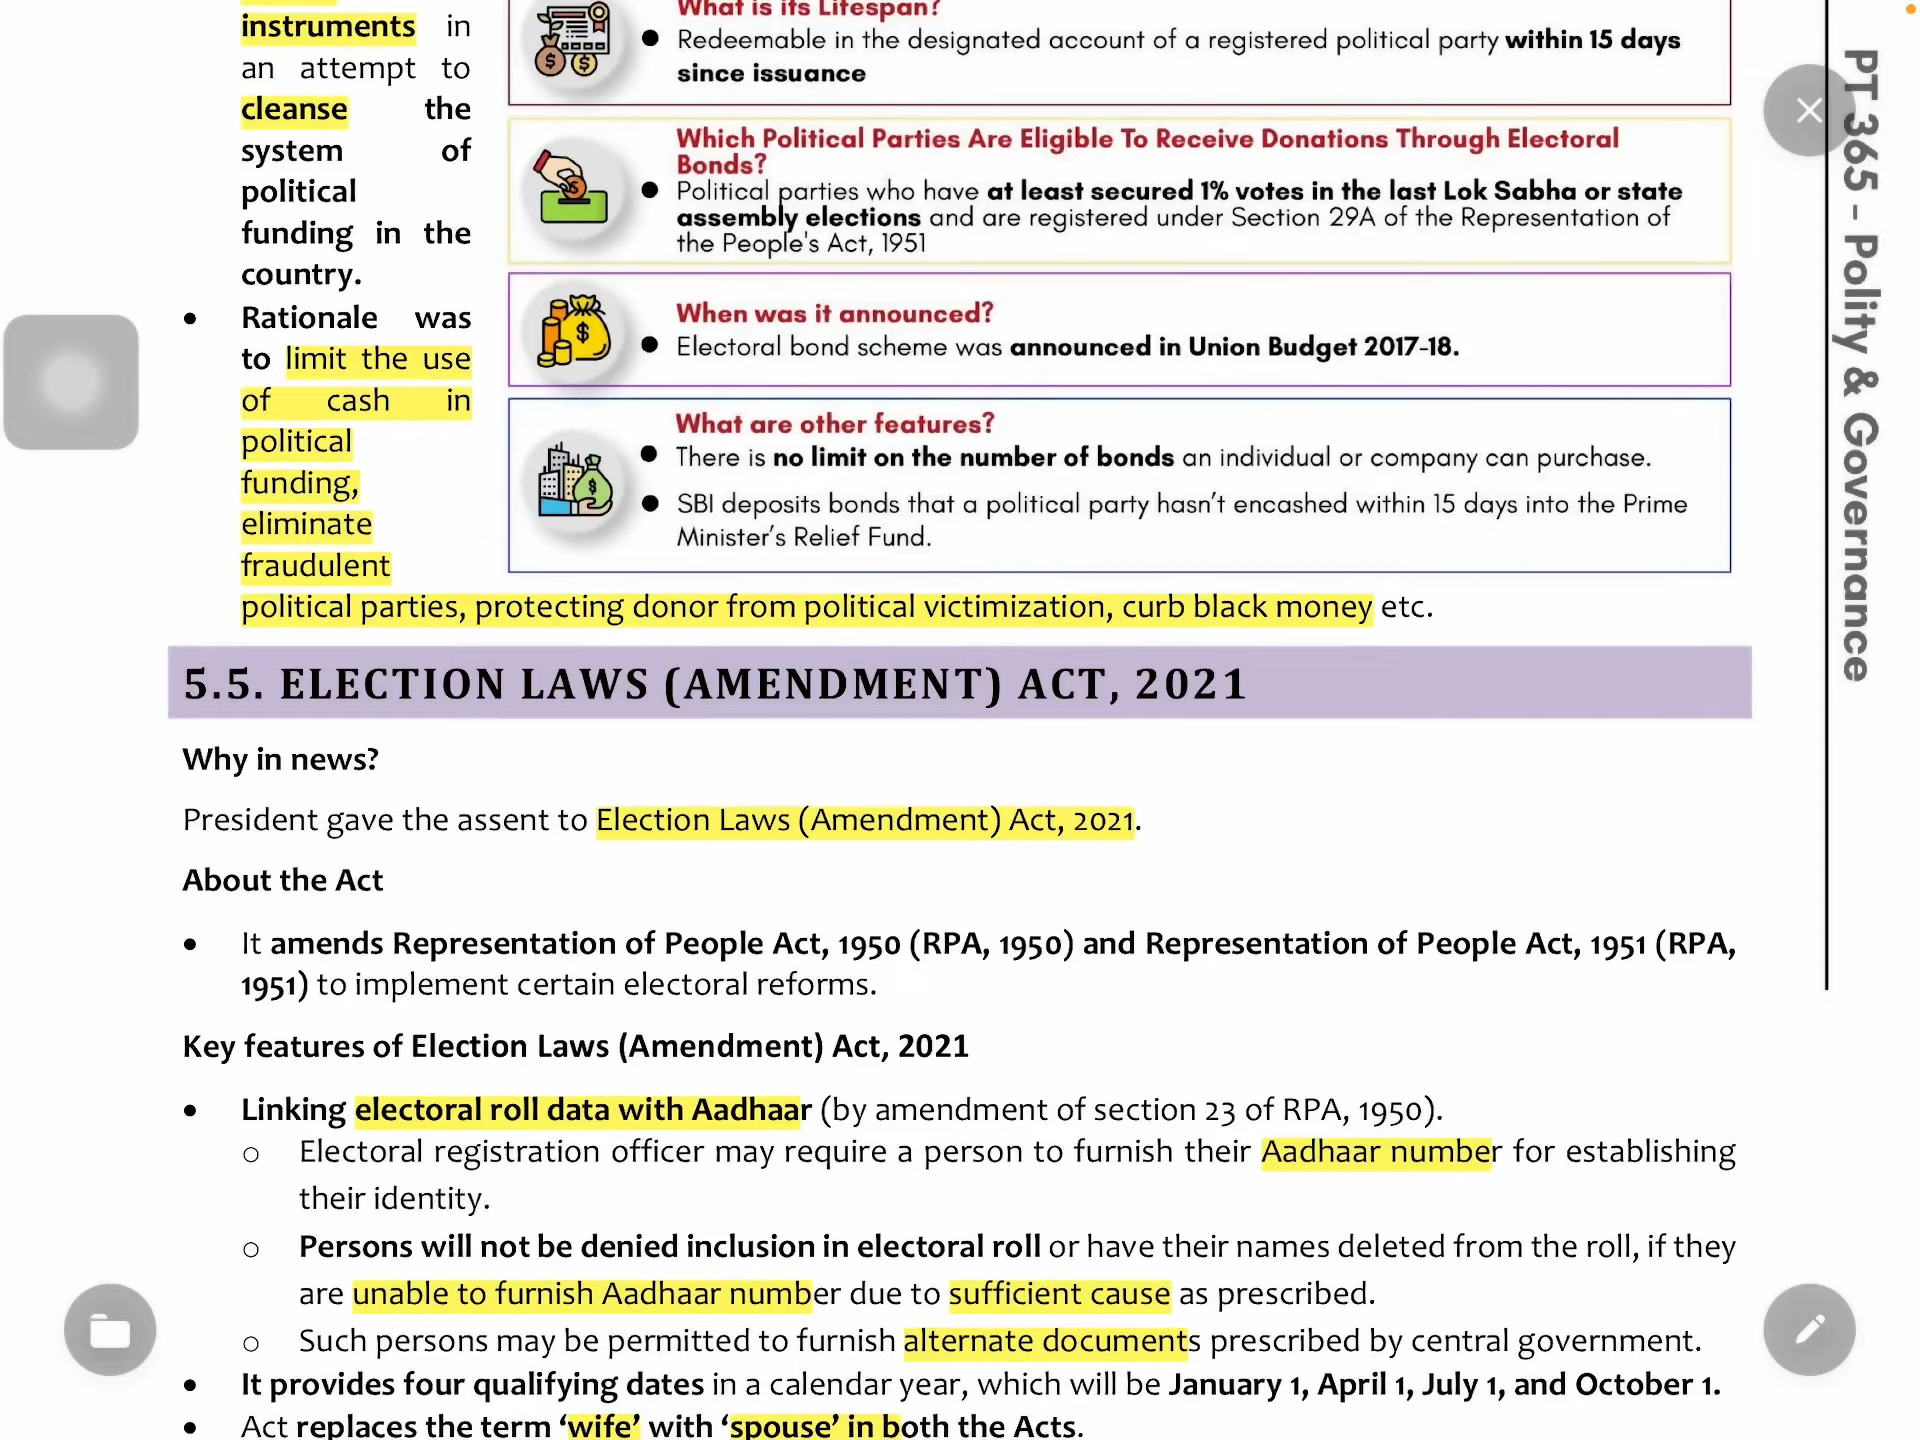 instruments in
an attempt to
cleanse the
system of
political
funding in the
country.
• Rationale was
to limit the use
of cash in
political
funding,
eliminate
fraudulent
political parties, protecting donor from political victimization, curb black money etc.
What is its Lifespan?
● Redeemable in the designated account of a registered political party within 15 days
since issuance
Which Political Parties Are Eligible To Receive Donations Through Electoral
Bonds?
● Political parties who have at least secured 1% votes in the last Lok Sabha or state
assembly elections and are registered under Section 29A of the Representation of
the People's Act, 1951
When was it announced?
● Electoral bond scheme was announced in Union Budget 2017-18.
What are other features?
● There is no limit on the number of bonds an individual or company can purchase.
● SBI deposits bonds that a political party hasn’t encashed within 15 days into the Prime
Minister’s Relief Fund.
5.5. ELECTION LAWS (AMENDMENT) ACT, 2021
Why in news?
President gave the assent to Election Laws (Amendment) Act, 2021.
About the Act
• It amends Representation of People Act, 1950 (RPA, 1950) and Representation of People Act, 1951 (RPA,
1951) to implement certain electoral reforms.
Key features of Election Laws (Amendment) Act, 2021
• Linking electoral roll data with Aadhaar (by amendment of section 23 of RPA, 1950).
o Electoral registration officer may require a person to furnish their Aadhaar number for establishing
their identity.
o Persons will not be denied inclusion in electoral roll or have their names deleted from the roll, if they
are unable to furnish Aadhaar number due to sufficient cause as prescribed.
o Such persons may be permitted to furnish alternate documents prescribed by central government.
• It provides four qualifying dates in a calendar year, which will be January 1, April 1, July 1, and October 1.
• Act replaces the term ‘wife’ with ‘spouse’ in both the Acts.
PT 365 - Polity & Governance